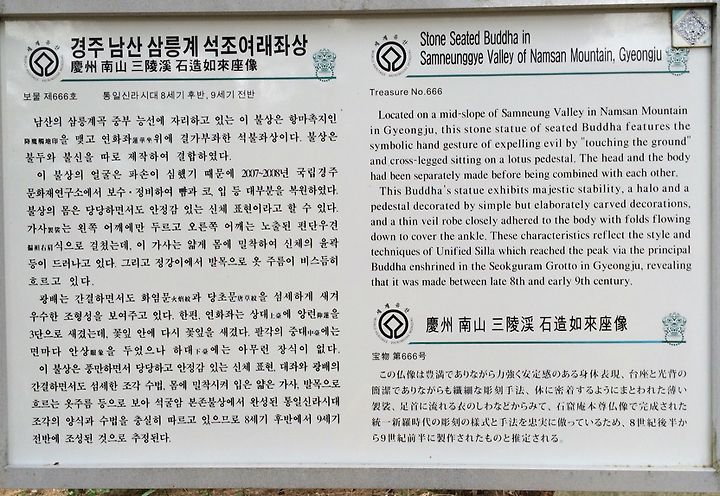 경주 남산 삼릉계 석조여래좌상
慶州 南山 三陵溪 石造如來座像
보물 제666호 통일신라시대 8세기 후반, 9세기 전반
남산의 삼릉계곡 중부 능선에 자리하고 있는 이 불상은 항마촉지인
降魔觸地印을 맺고 연화좌蓮華坐위에 결가부좌한 석불좌상이다. 불상은
불두와 불신을 따로 제작하여 결합하였다.
이 불상의 얼굴은 파손이 심했기 때문에 2007-2008년 국립경주
문화재연구소에서 보수·정비하여 뺨과 코, 입 등 대부분을 복원하였다.
불상의 몸은 당당하면서도 안정감 있는 신체 표현이라고 할 수 있다.
가사袈裟는 왼쪽 어깨에만 두르고 오른쪽 어깨는 노출된 편단우견
偏袒右肩식으로 걸쳤는데, 이 가사는 얇게 몸에 밀착하여 신체의 윤곽
등이 드러나고 있다. 그리고 정강이에서 발목으로 옷 주름이 비스듬히
흐르고 있다.
광배는 간결하면서도 화염문火焰紋과 당초문唐草紋을 섬세하게 새겨
우수한 조형성을 보여주고 있다. 한편, 연화좌는 상대上臺에 앙련仰蓮을
3단으로 새겼는데, 꽃잎 안에 다시 꽃잎을 새겼다. 팔각의 중대中臺에는
면마다 안상眼象을 두었으나 하대下臺에는 아무런 장식이 없다.
이 불상은 풍만하면서 당당하고 안정감 있는 신체 표현, 대좌와 광배의
간결하면서도 섬세한 조각 수법, 몸에 밀착시켜 입은 얇은 가사, 발목으로
흐르는 옷주름 등으로 보아 석굴암 본존불상에서 완성된 통일신라시대
조각의 양식과 수법을 충실히 따르고 있으므로 8세기 후반에서 9세기
전반에 조성된 것으로 추정된다.
Stone Seated Buddha in
Samneunggye Valley of Namsan Mountain, Gyeongju
Treasure No.666
Located on a mid-slope of Samneung Valley in Namsan Mountain
in Gyeongju, this stone statue of seated Buddha features the
symbolic hand gesture of expelling evil by "touching the ground"
and cross-legged sitting on a lotus pedestal. The head and the body
had been separately made before being combined with each other.
This Buddha's statue exhibits majestic stability, a halo and a
pedestal decorated by simple but elaborately carved decorations,
and a thin veil robe closely adhered to the body with folds flowing
down to cover the ankle. These characteristics reflect the style and
techniques of Unified Silla which reached the peak via the principal
Buddha enshrined in the Seokguram Grotto in Gyeongju, revealing
that it was made between late 8th and early 9th century.
慶州 南山 三陵溪 石造如來座像
宝物 第666号
この仏像は豊満でありながら力強く安定感のある身体表現、台座と光背の
簡潔でありながらも繊細な彫刻手法、体に密着するようにまとわれた薄い
袈裟、足首に流れる衣のしわなどからみて、石窟庵本尊仏像で完成された
統一新羅時代の彫刻の様式と手法を忠実に倣っているため、8世紀後半か
ら9世紀前半に製作されたものと推定される。